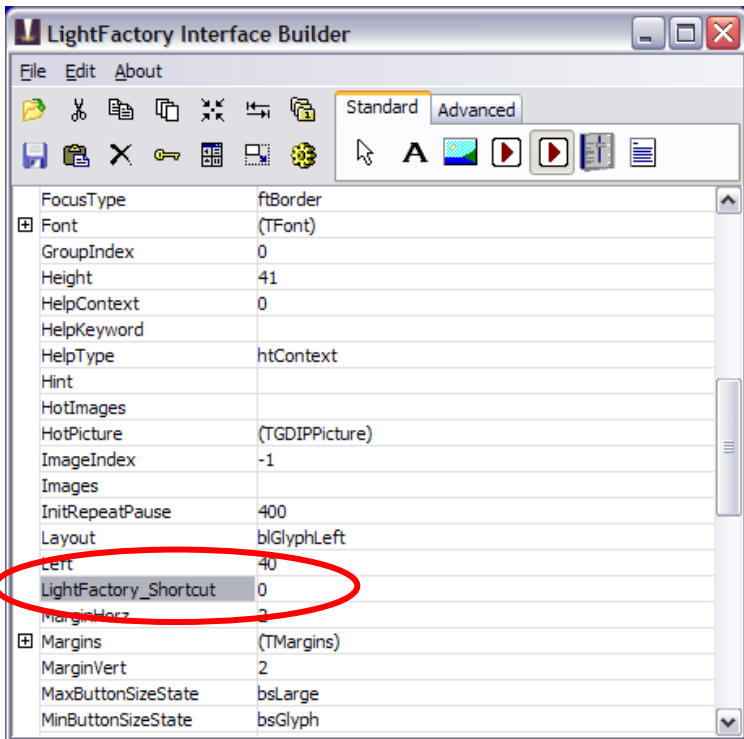 LightFactory Interface Builder
File Edit About
Standard Advanced
A
FocusType ftBorder
Font (TFont)
GroupIndex 0
Height 41
HelpContext 0
HelpKeyword
HelpType htContext
Hint
HotImages
HotPicture (TGDIPPicture)
ImageIndex -1
Images
InitRepeatPause 400
Layout blGlyphLeft
Left 40
LightFactory_Shortcut 0
MarginHorz 2
Margins (TMargins)
MarginVert 2
MaxButtonSizeState bsLarge
MinButtonSizeState bsGlyph